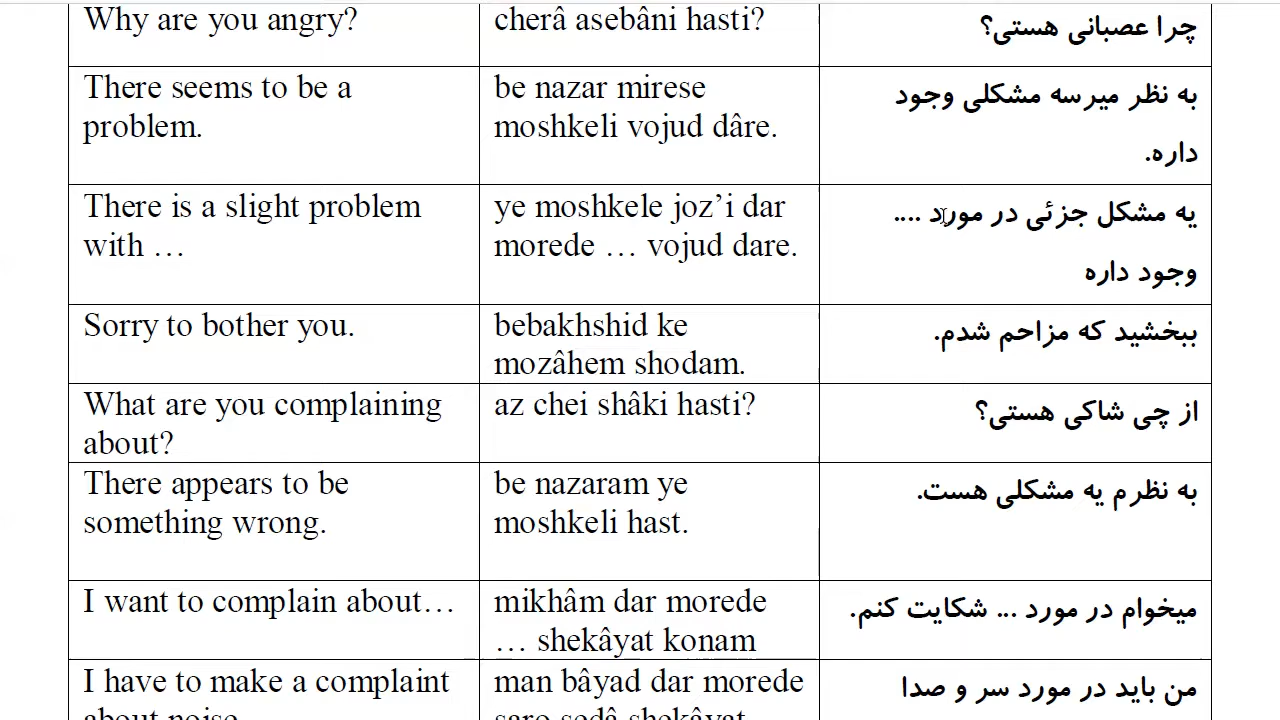 Why are you angry?
cherâ asebâni hasti?
چرا عصبانی هستی؟
There seems to be a
problem.
be nazar mirese
moshkeli vojud dâre.
به نظر میرسه مشکلی وجود
داره.
There is a slight problem
with …
ye moshkele joz’i dar
morede … vojud dare.
یه مشکل جزئی در مورد ....
وجود داره
Sorry to bother you.
bebakhshid ke
mozâhem shodam.
ببخشید که مزاحم شدم.
What are you complaining
about?
az chei shâki hasti?
از چی شاکی هستی؟
There appears to be
something wrong.
be nazaram ye
moshkeli hast.
به نظرم یه مشکلی هست.
I want to complain about…
mikhâm dar morede
… shekâyat konam
میخوام در مورد ... شکایت کنم.
I have to make a complaint
about noise
man bâyad dar morede
saro sedâ shekâyat
من باید در مورد سر و صدا